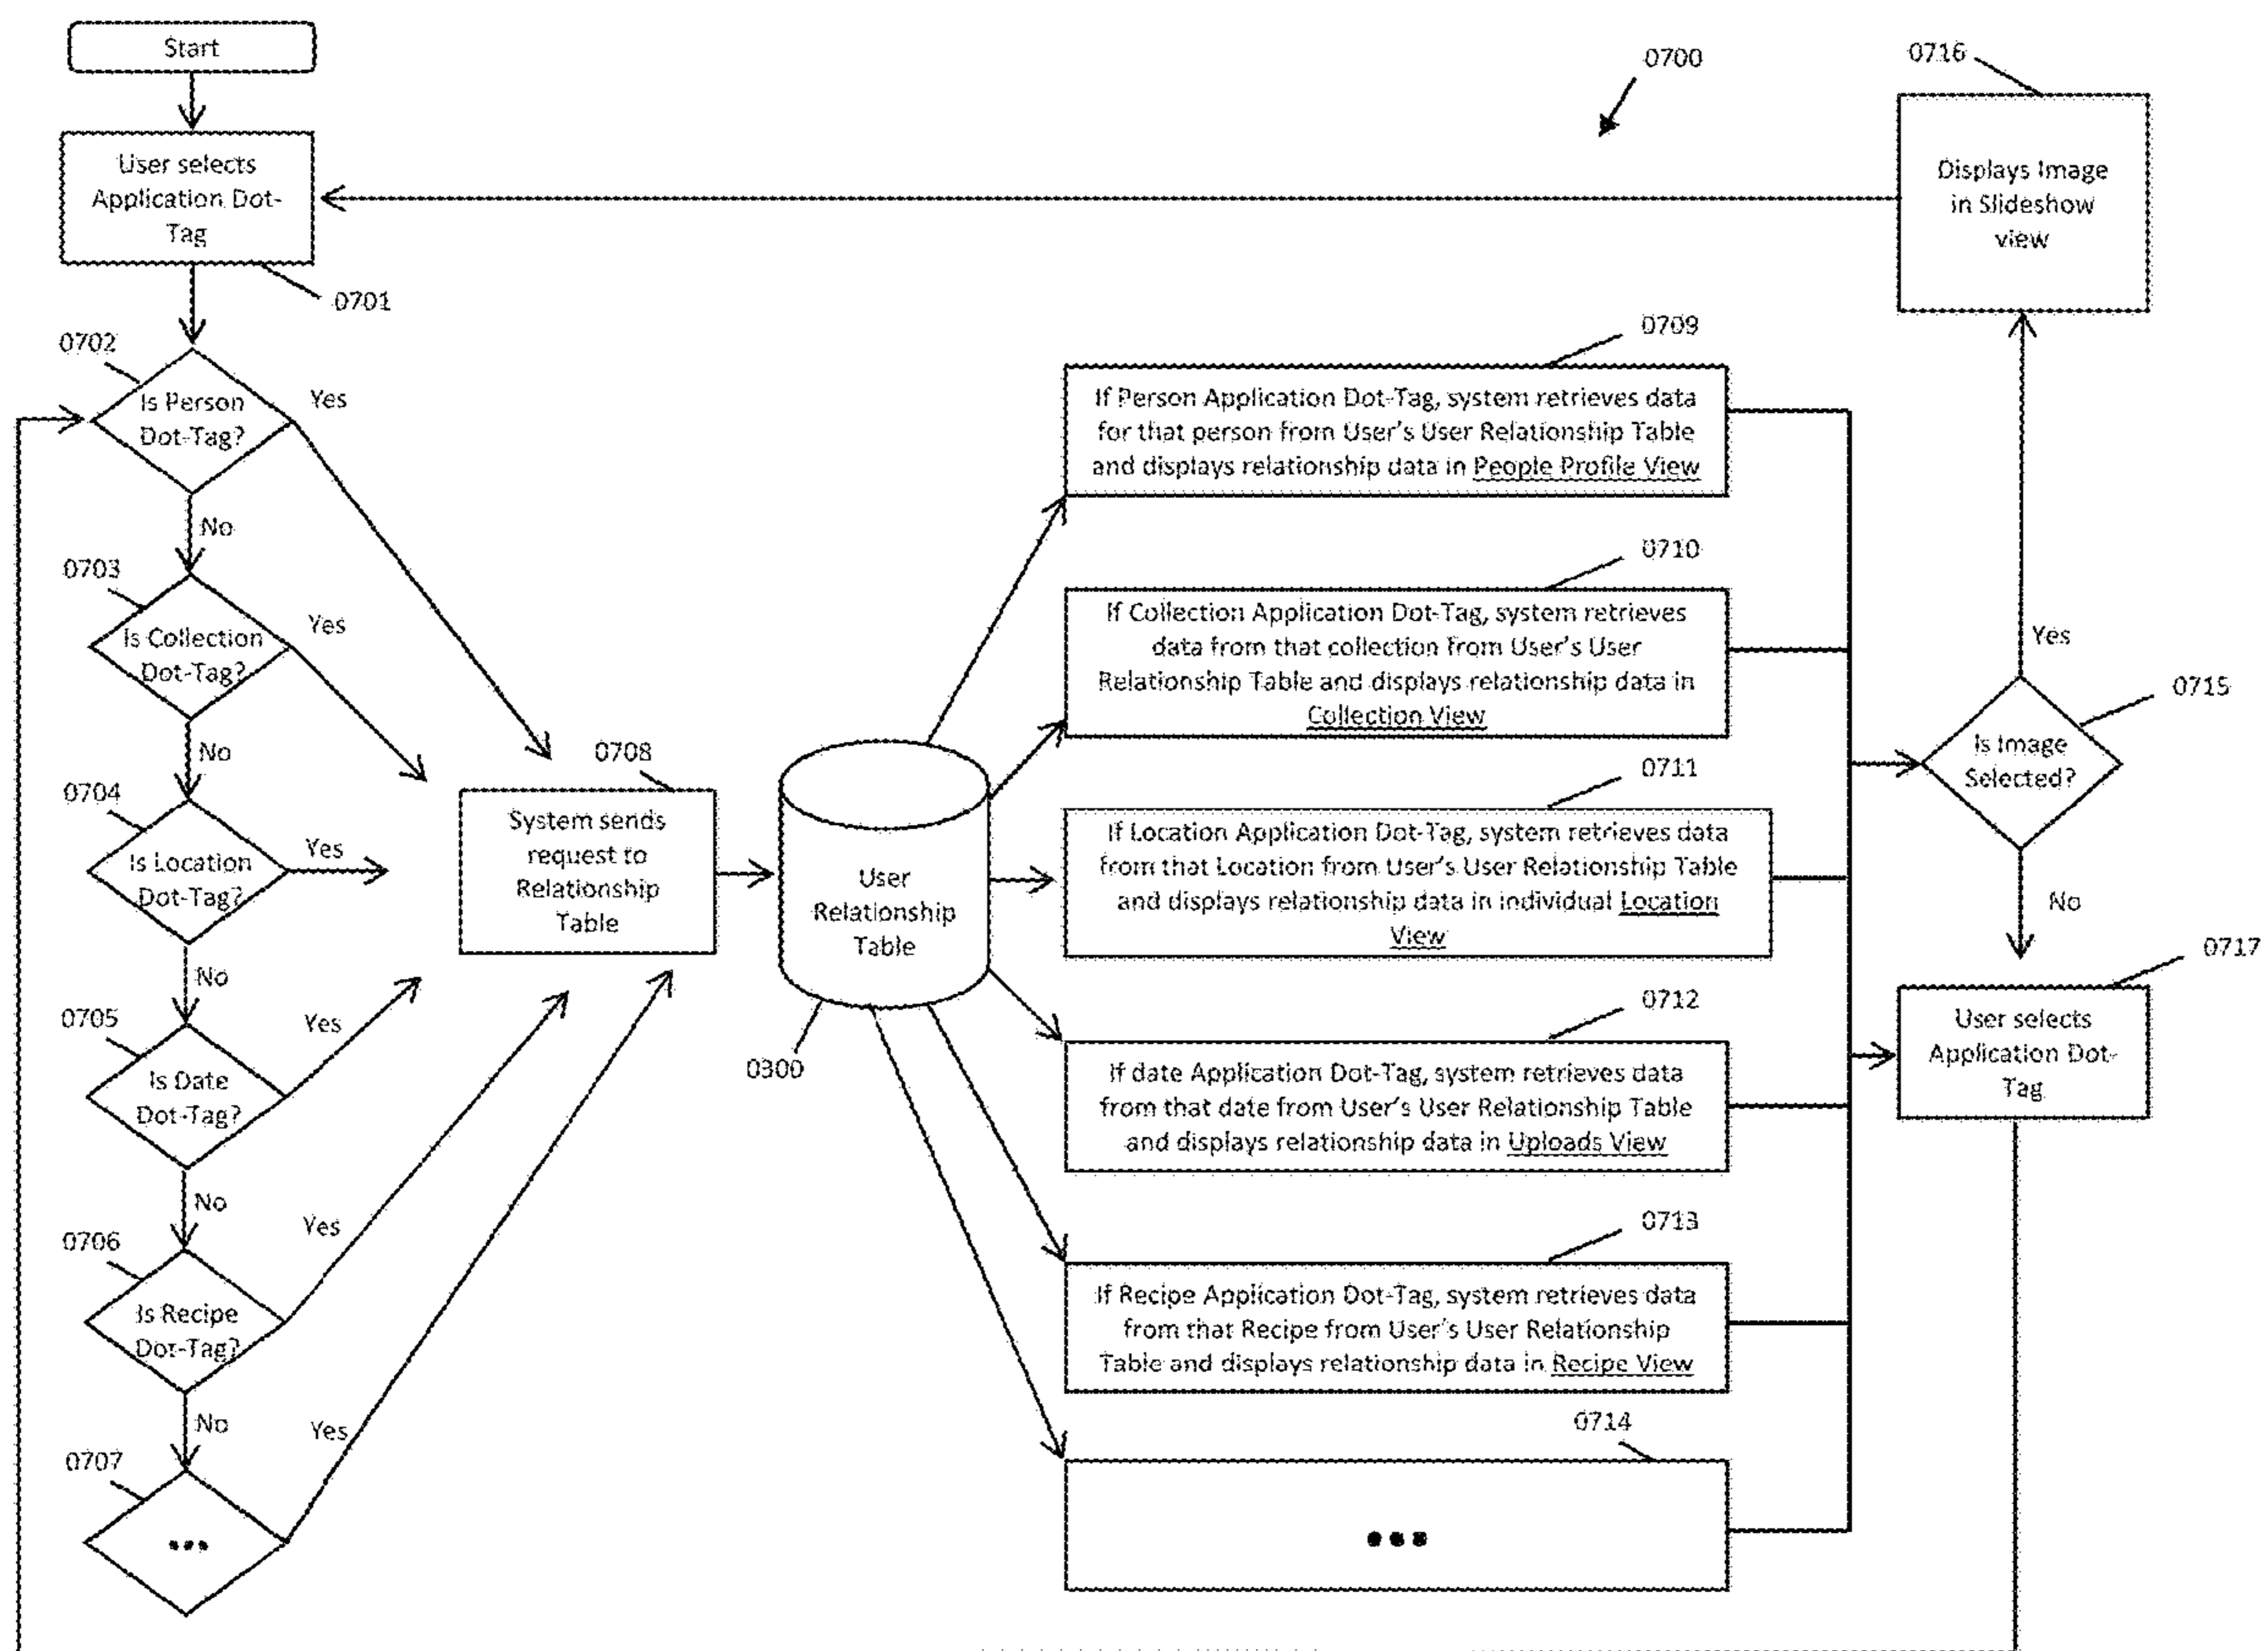 Start
0700
0716
User selects
Application Dot-
Tag
0701
Displays Image
in Slideshow
view
0702
Is Person
Dot-Tag?
Yes
No
0703
Is Collection
Dot-Tag?
Yes
No
0704
Is Location
Dot-Tag?
Yes
No
0705
Is Date
Dot-Tag?
Yes
No
0706
Is Recipe
Dot-Tag?
Yes
No
0707
...
Yes
0708
System sends
request to
Relationship
Table
User
Relationship
Table
0300
0709
If Person Application Dot-Tag, system retrieves data
for that person from User's User Relationship Table
and displays relationship data in People Profile View
0710
If Collection Application Dot-Tag, system retrieves
data from that collection from User's User
Relationship Table and displays relationship data in
Collection View
0711
If Location Application Dot-Tag, system retrieves data
from that Location from User's User Relationship Table
and displays relationship data in individual Location
View
0712
If date Application Dot-Tag, system retrieves data
from that date from User's User Relationship Table
and displays relationship data in Uploads View
0713
If Recipe Application Dot-Tag, system retrieves data
from that Recipe from User's User Relationship
Table and displays relationship data in Recipe View
0714
...
Yes
0715
Is Image
Selected?
No
0717
User selects
Application Dot-
Tag